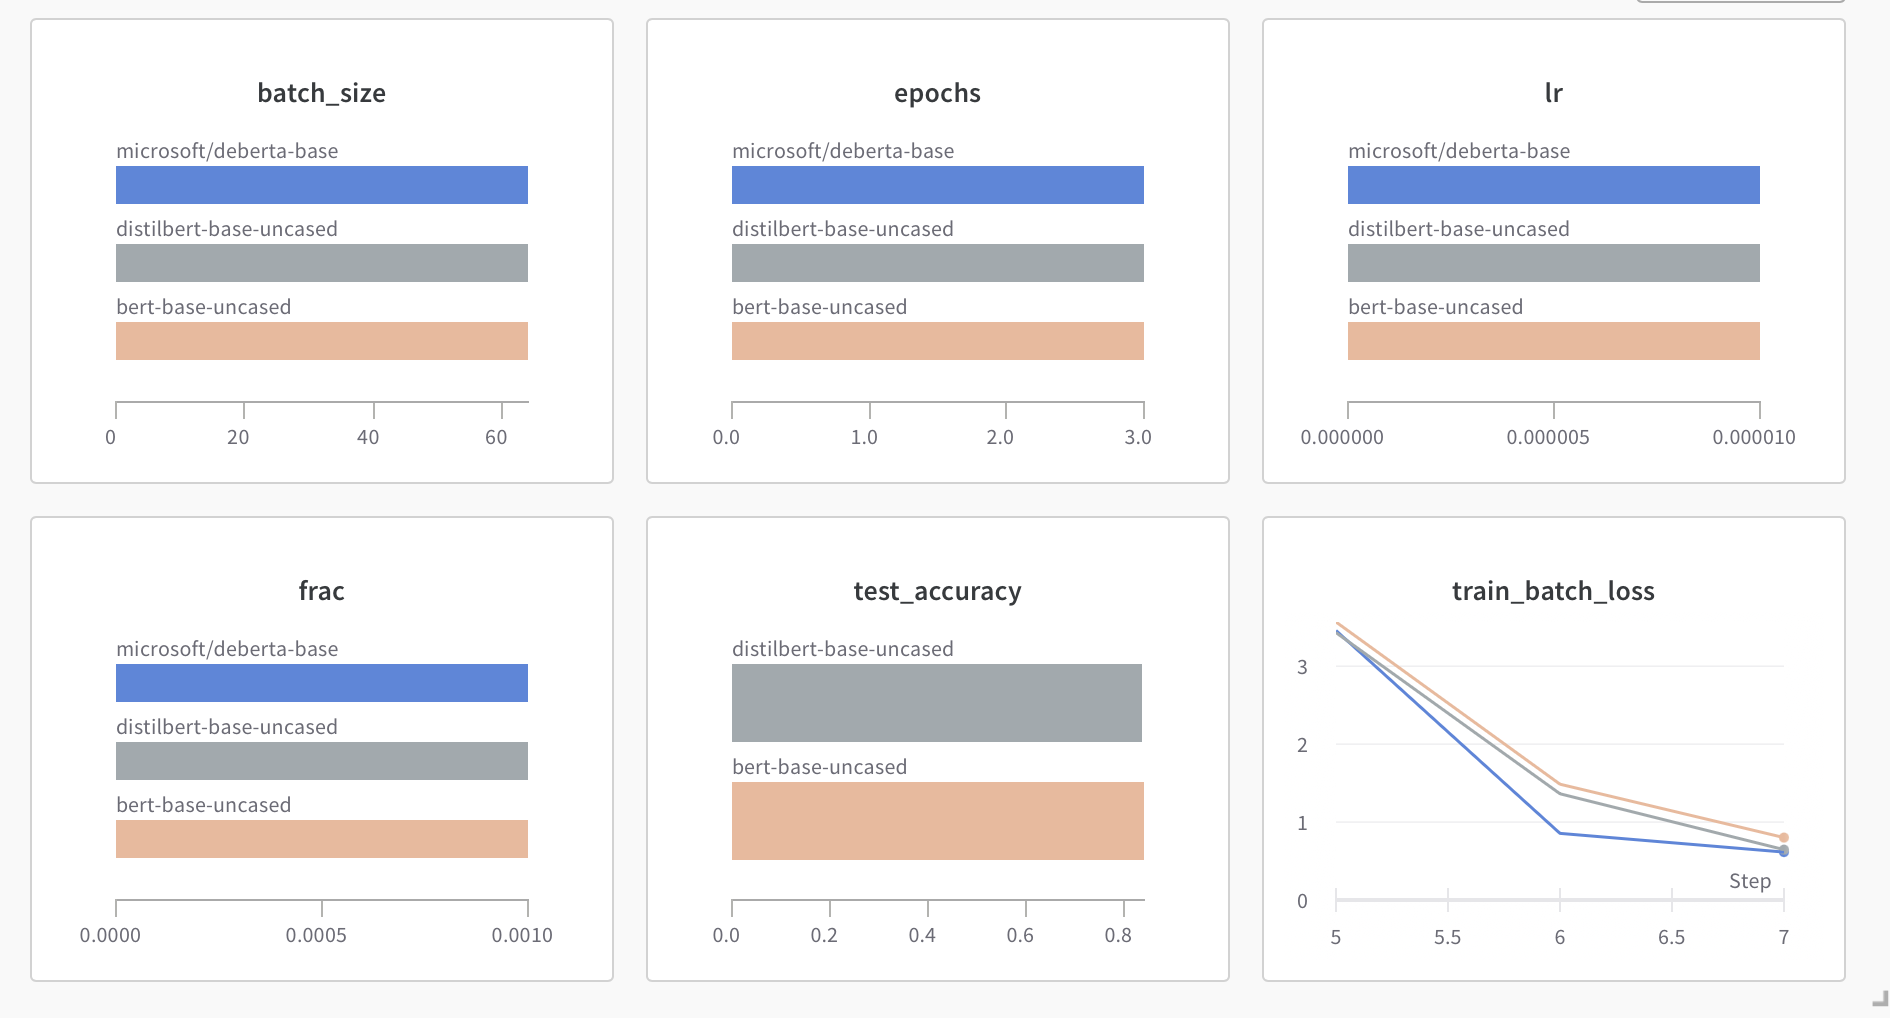 batch_size
microsoft/deberta-base
distilbert-base-uncased
bert-base-uncased
0 20 40 60
epochs
microsoft/deberta-base
distilbert-base-uncased
bert-base-uncased
0.0 1.0 2.0 3.0
lr
microsoft/deberta-base
distilbert-base-uncased
bert-base-uncased
0.000000 0.000005 0.000010
frac
microsoft/deberta-base
distilbert-base-uncased
bert-base-uncased
0.0000 0.0005 0.0010
test_accuracy
distilbert-base-uncased
bert-base-uncased
0.0 0.2 0.4 0.6 0.8
train_batch_loss
3
2
1
Step
0
5 5.5 6 6.5 7